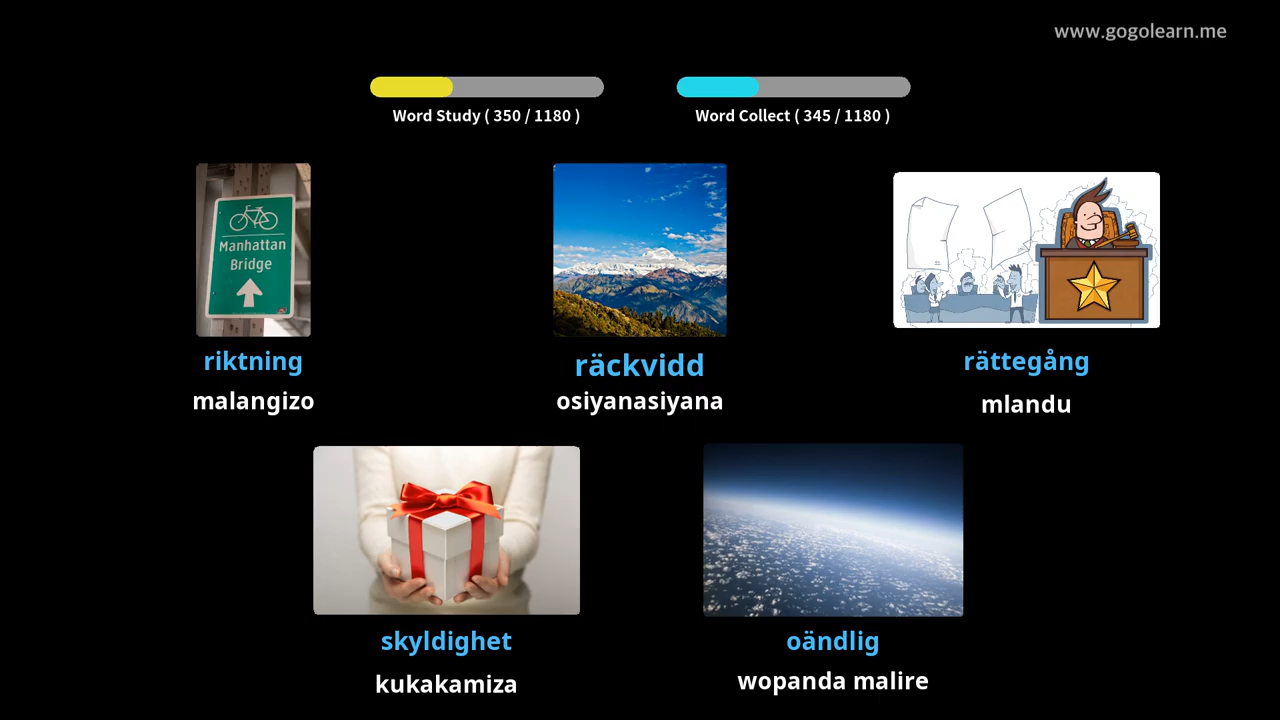 www.gogolearn.me
Word Study ( 350 / 1180 )
Word Collect ( 345 / 1180 )
Manhattan
Bridge
riktning
malangizo
räckvidd
osiyanasiyana
rättegång
mlandu
skyldighet
kukakamiza
oändlig
wopanda malire